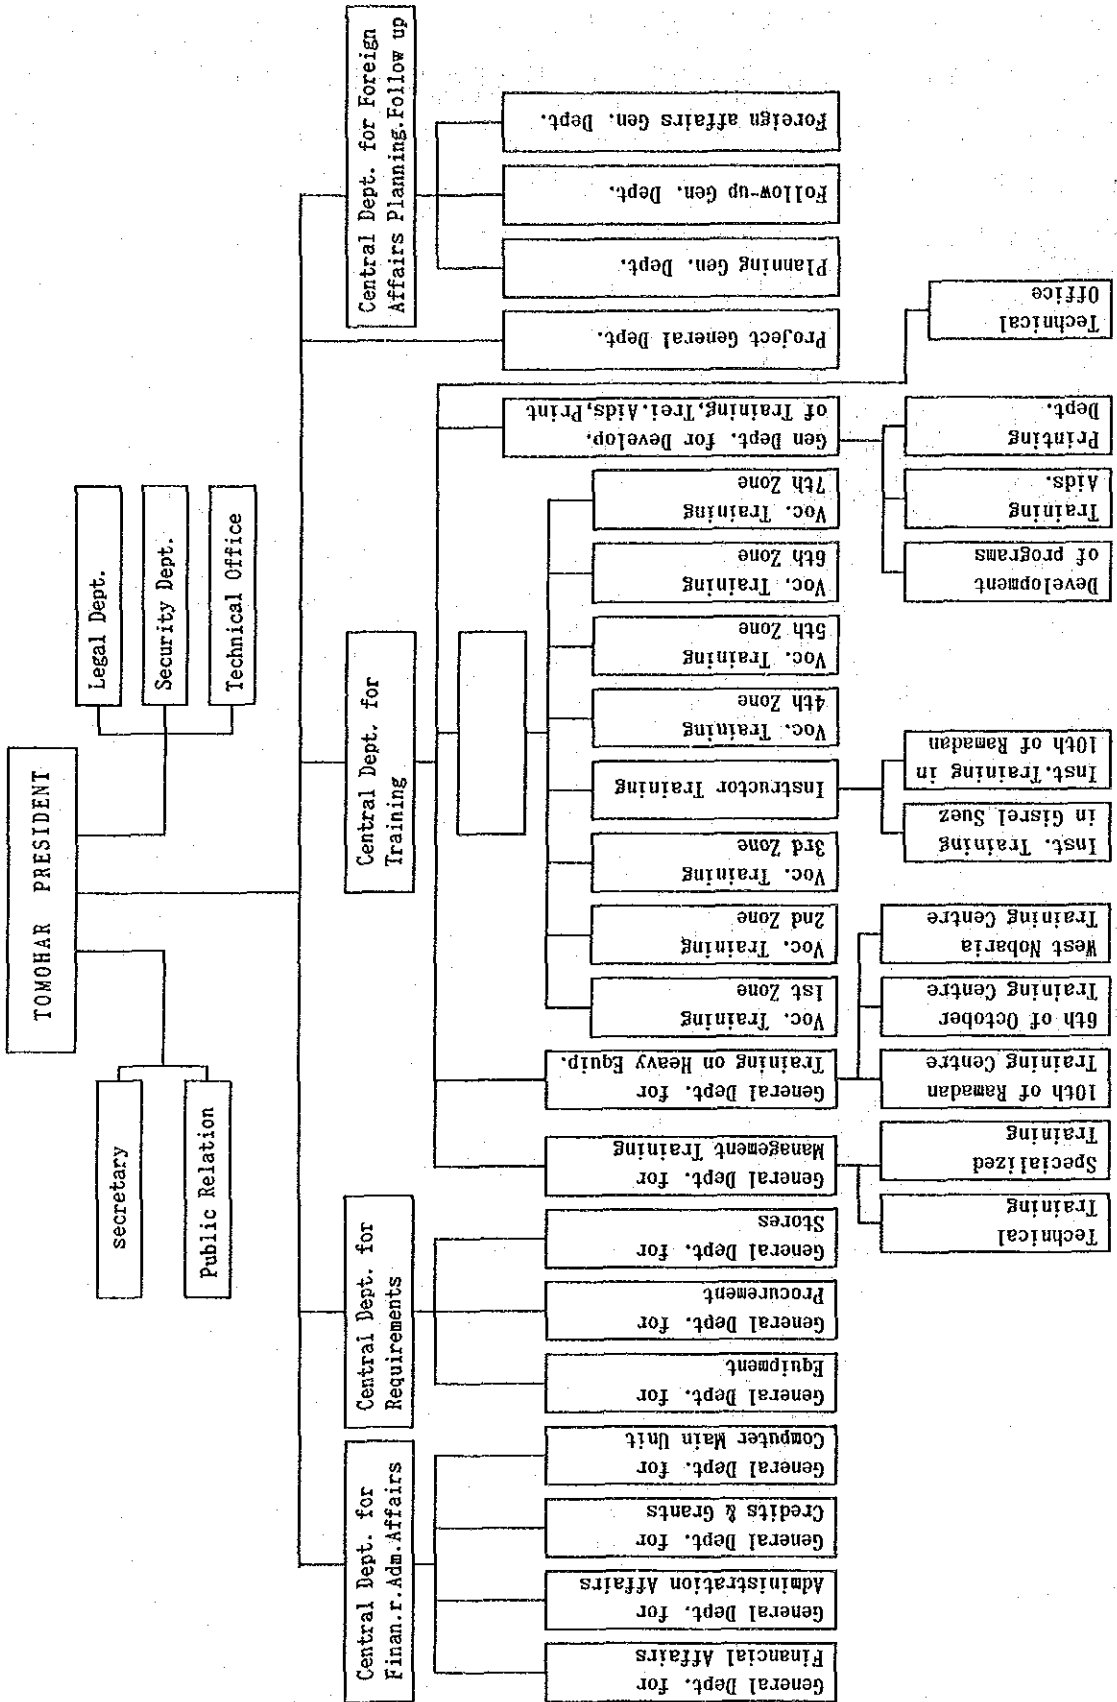 TOMOHAR PRESIDENT
secretary
Public Relation
Legal Dept.
Security Dept.
Technical Office
Central Dept. for
Finan.r.Adm.Affairs
Central Dept. for
Requirements
Central Dept. for
Training
Central Dept. for Foreign
Affairs Planning.Follow up
General Dept. for
Financial Affairs
General Dept. for
Administration Affairs
General Dept. for
Credits & Grants
General Dept. for
Computer Main Unit
General Dept. for
Equipment
General Dept. for
Procurement
General Dept. for
Stores
General Dept. for
Management Training
General Dept. for
Training on Heavy Equip.
Voc. Training
1st Zone
Voc. Training
2nd Zone
Voc. Training
3rd Zone
Instructor Training
Voc. Training
4th Zone
Voc. Training
5th Zone
Voc. Training
6th Zone
Voc. Training
7th Zone
Gen Dept. for Develop.
of Training,Trei.Aids,Print
Project General Dept.
Planning Gen. Dept.
Follow-up Gen. Dept.
Foreign affairs Gen. Dept.
Technical
Training
Specialized
Training
10th of Ramadan
Training Centre
6th of October
Training Centre
West Nobaria
Training Centre
Inst. Training
in Gisrel Suez
Inst.Training in
10th of Ramadan
Development
of programs
Training
Aids.
Printing
Dept.
Technical
Office